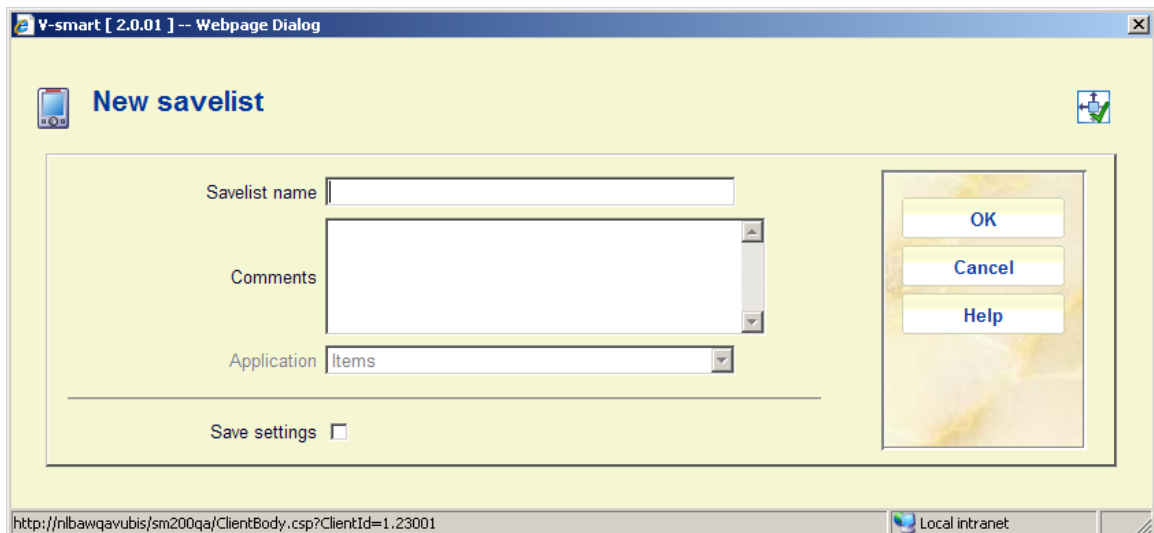 V-smart [ 2.0.01 ] -- Webpage Dialog
New savelist
Savelist name
OK
Cancel
Comments
Help
Application Items
Save settings
http://nlbawqavubis/sm200qa/ClientBody.csp?ClientId=1.23001 Local intranet